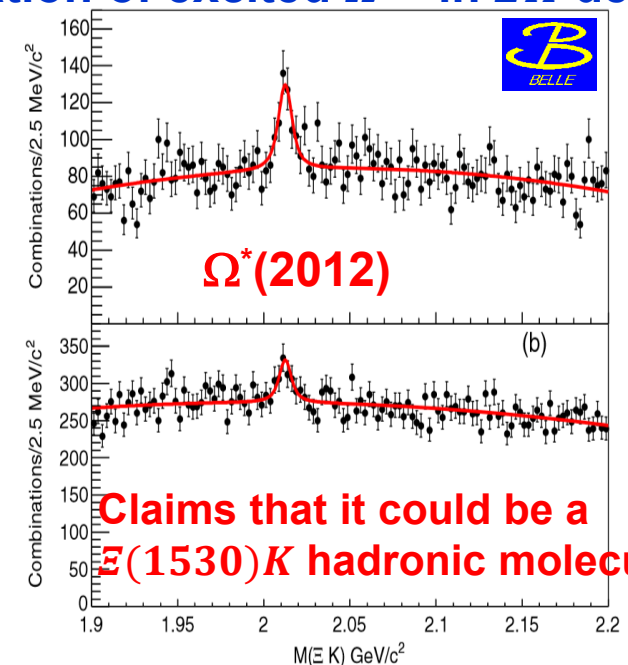 excited
in
160
140
120
100
80
60
40
20
Combinations/2.5 MeV/c²
B
BELLE
Ω*(2012)
350
300
250
200
150
100
50
0
Combinations/2.5 MeV/c²
(b)
Claims that it could be a
Ξ(1530)K hadronic molecu
1.9 1.95 2 2.05 2.1 2.15 2.2
M(Ξ K) GeV/c²